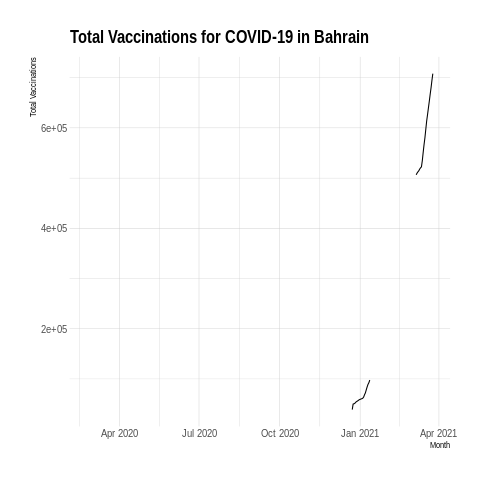 Total Vaccinations for COVID-19 in Bahrain
Total Vaccinations
6e+05
4e+05
2e+05
Apr 2020 Jul 2020 Oct 2020 Jan 2021 Apr 2021
Month